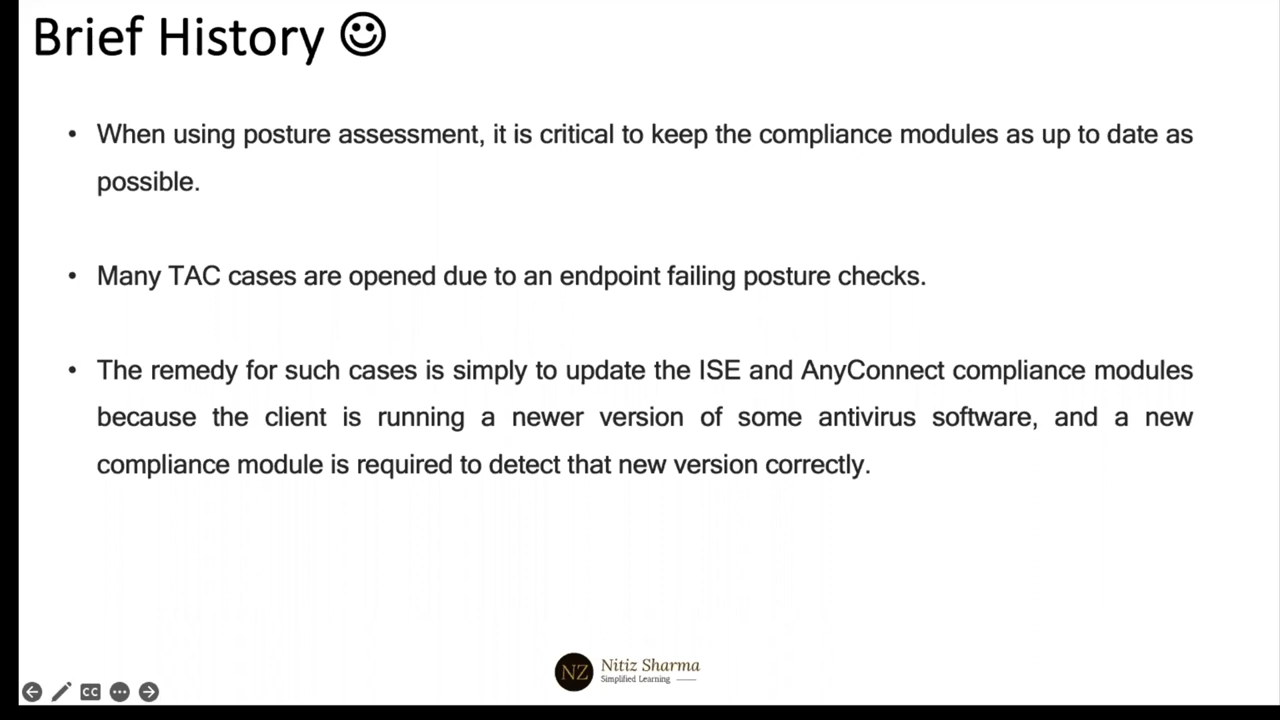 Brief History ☺
• When using posture assessment, it is critical to keep the compliance modules as up to date as
possible.
• Many TAC cases are opened due to an endpoint failing posture checks.
• The remedy for such cases is simply to update the ISE and AnyConnect compliance modules
because the client is running a newer version of some antivirus software, and a new
compliance module is required to detect that new version correctly.
NZ
Nitiz Sharma
Simplified Learning
CC